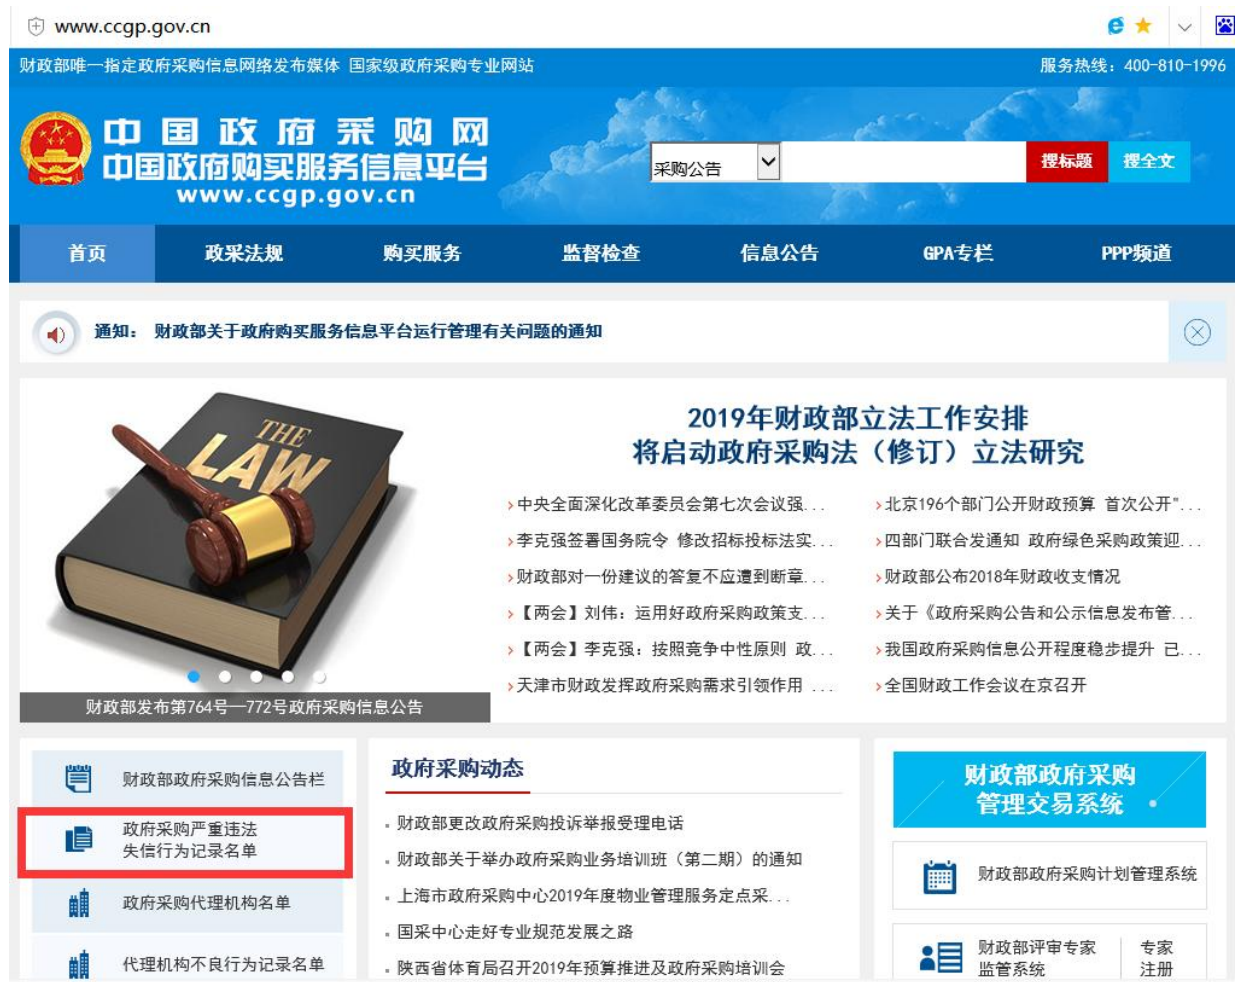 www.ccgp.gov.cn
财政部唯一指定政府采购信息网络发布媒体 国家级政府采购专业网站
服务热线：400-810-1996
中国政府采购网
中国政府购买服务信息平台
www.ccgp.gov.cn
采购公告
搜标题
搜全文
首页
政采法规
购买服务
监督检查
信息公告
GPA专栏
PPP频道
通知： 财政部关于政府购买服务信息平台运行管理有关问题的通知
THE
LAW
财政部发布第764号—772号政府采购信息公告
2019年财政部立法工作安排
将启动政府采购法（修订）立法研究
中央全面深化改革委员会第七次会议强...
李克强签署国务院令 修改招标投标法实...
财政部对一份建议的答复不应遭到断章...
【两会】刘伟：运用好政府采购政策支...
【两会】李克强：按照竞争中性原则 政...
天津市财政发挥政府采购需求引领作用 ...
北京196个部门公开财政预算 首次公开"...
四部门联合发通知 政府绿色采购政策迎...
财政部公布2018年财政收支情况
关于《政府采购公告和公示信息发布管...
我国政府采购信息公开程度稳步提升 已...
全国财政工作会议在京召开
财政部政府采购信息公告栏
政府采购严重违法
失信行为记录名单
政府采购代理机构名单
代理机构不良行为记录名单
政府采购动态
财政部更改政府采购投诉举报受理电话
财政部关于举办政府采购业务培训班（第二期）的通知
上海市政府采购中心2019年度物业管理服务定点采...
国采中心走好专业规范发展之路
陕西省体育局召开2019年预算推进及政府采购培训会
财政部政府采购
管理交易系统
财政部政府采购计划管理系统
财政部评审专家
监管系统
专家
注册